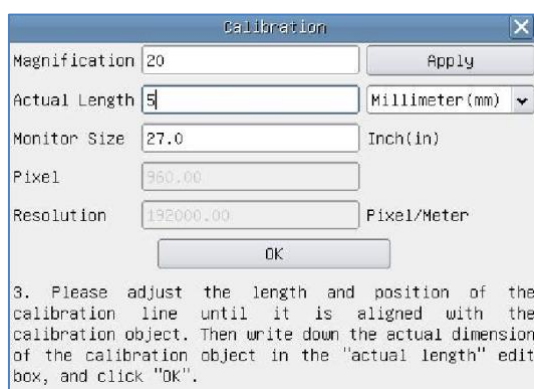 Calibration
Magnification 20 Apply
Actual Length 5 Millimeter(mm)
Monitor Size 27.0 Inch(in)
Pixel 960.00
Resolution 192000.00 Pixel/Meter
OK
3. Please adjust the length and position of the
calibration line until it is aligned with the
calibration object. Then write down the actual dimension
of the calibration object in the "actual length" edit
box, and click "OK".